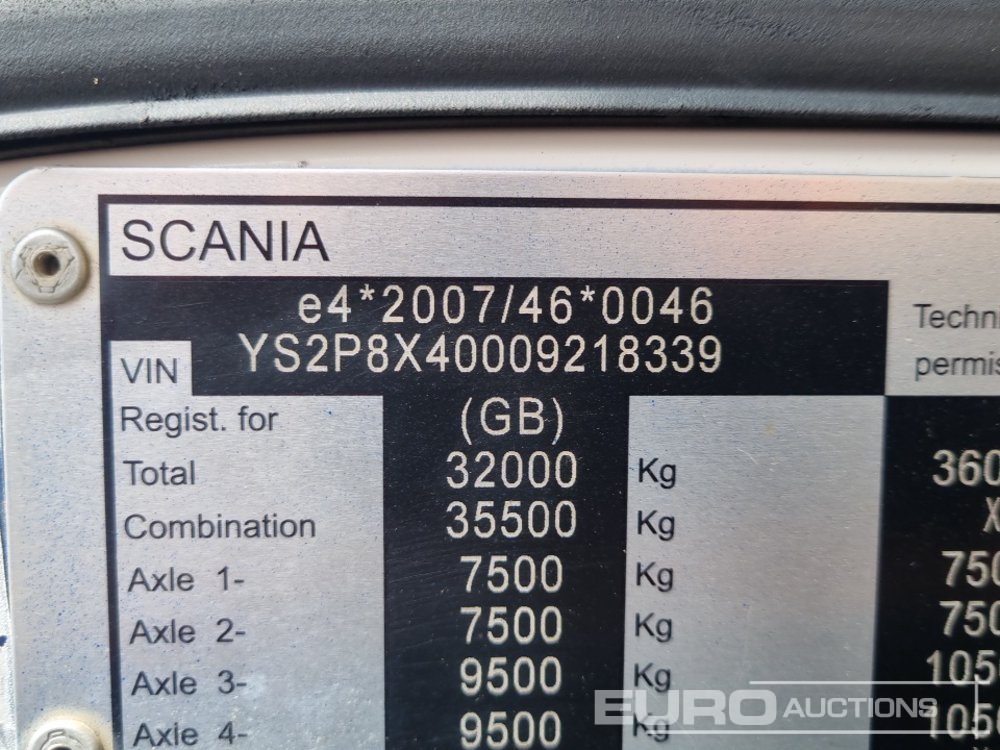 SCANIA
e4*2007/46*0046
VIN YS2P8X40009218339
Regist. for (GB)
Total 32000 Kg
Combination 35500 Kg
Axle 1- 7500 Kg
Axle 2- 7500 Kg
Axle 3- 9500 Kg
Axle 4- 9500 Kg
EURO AUCTIONS